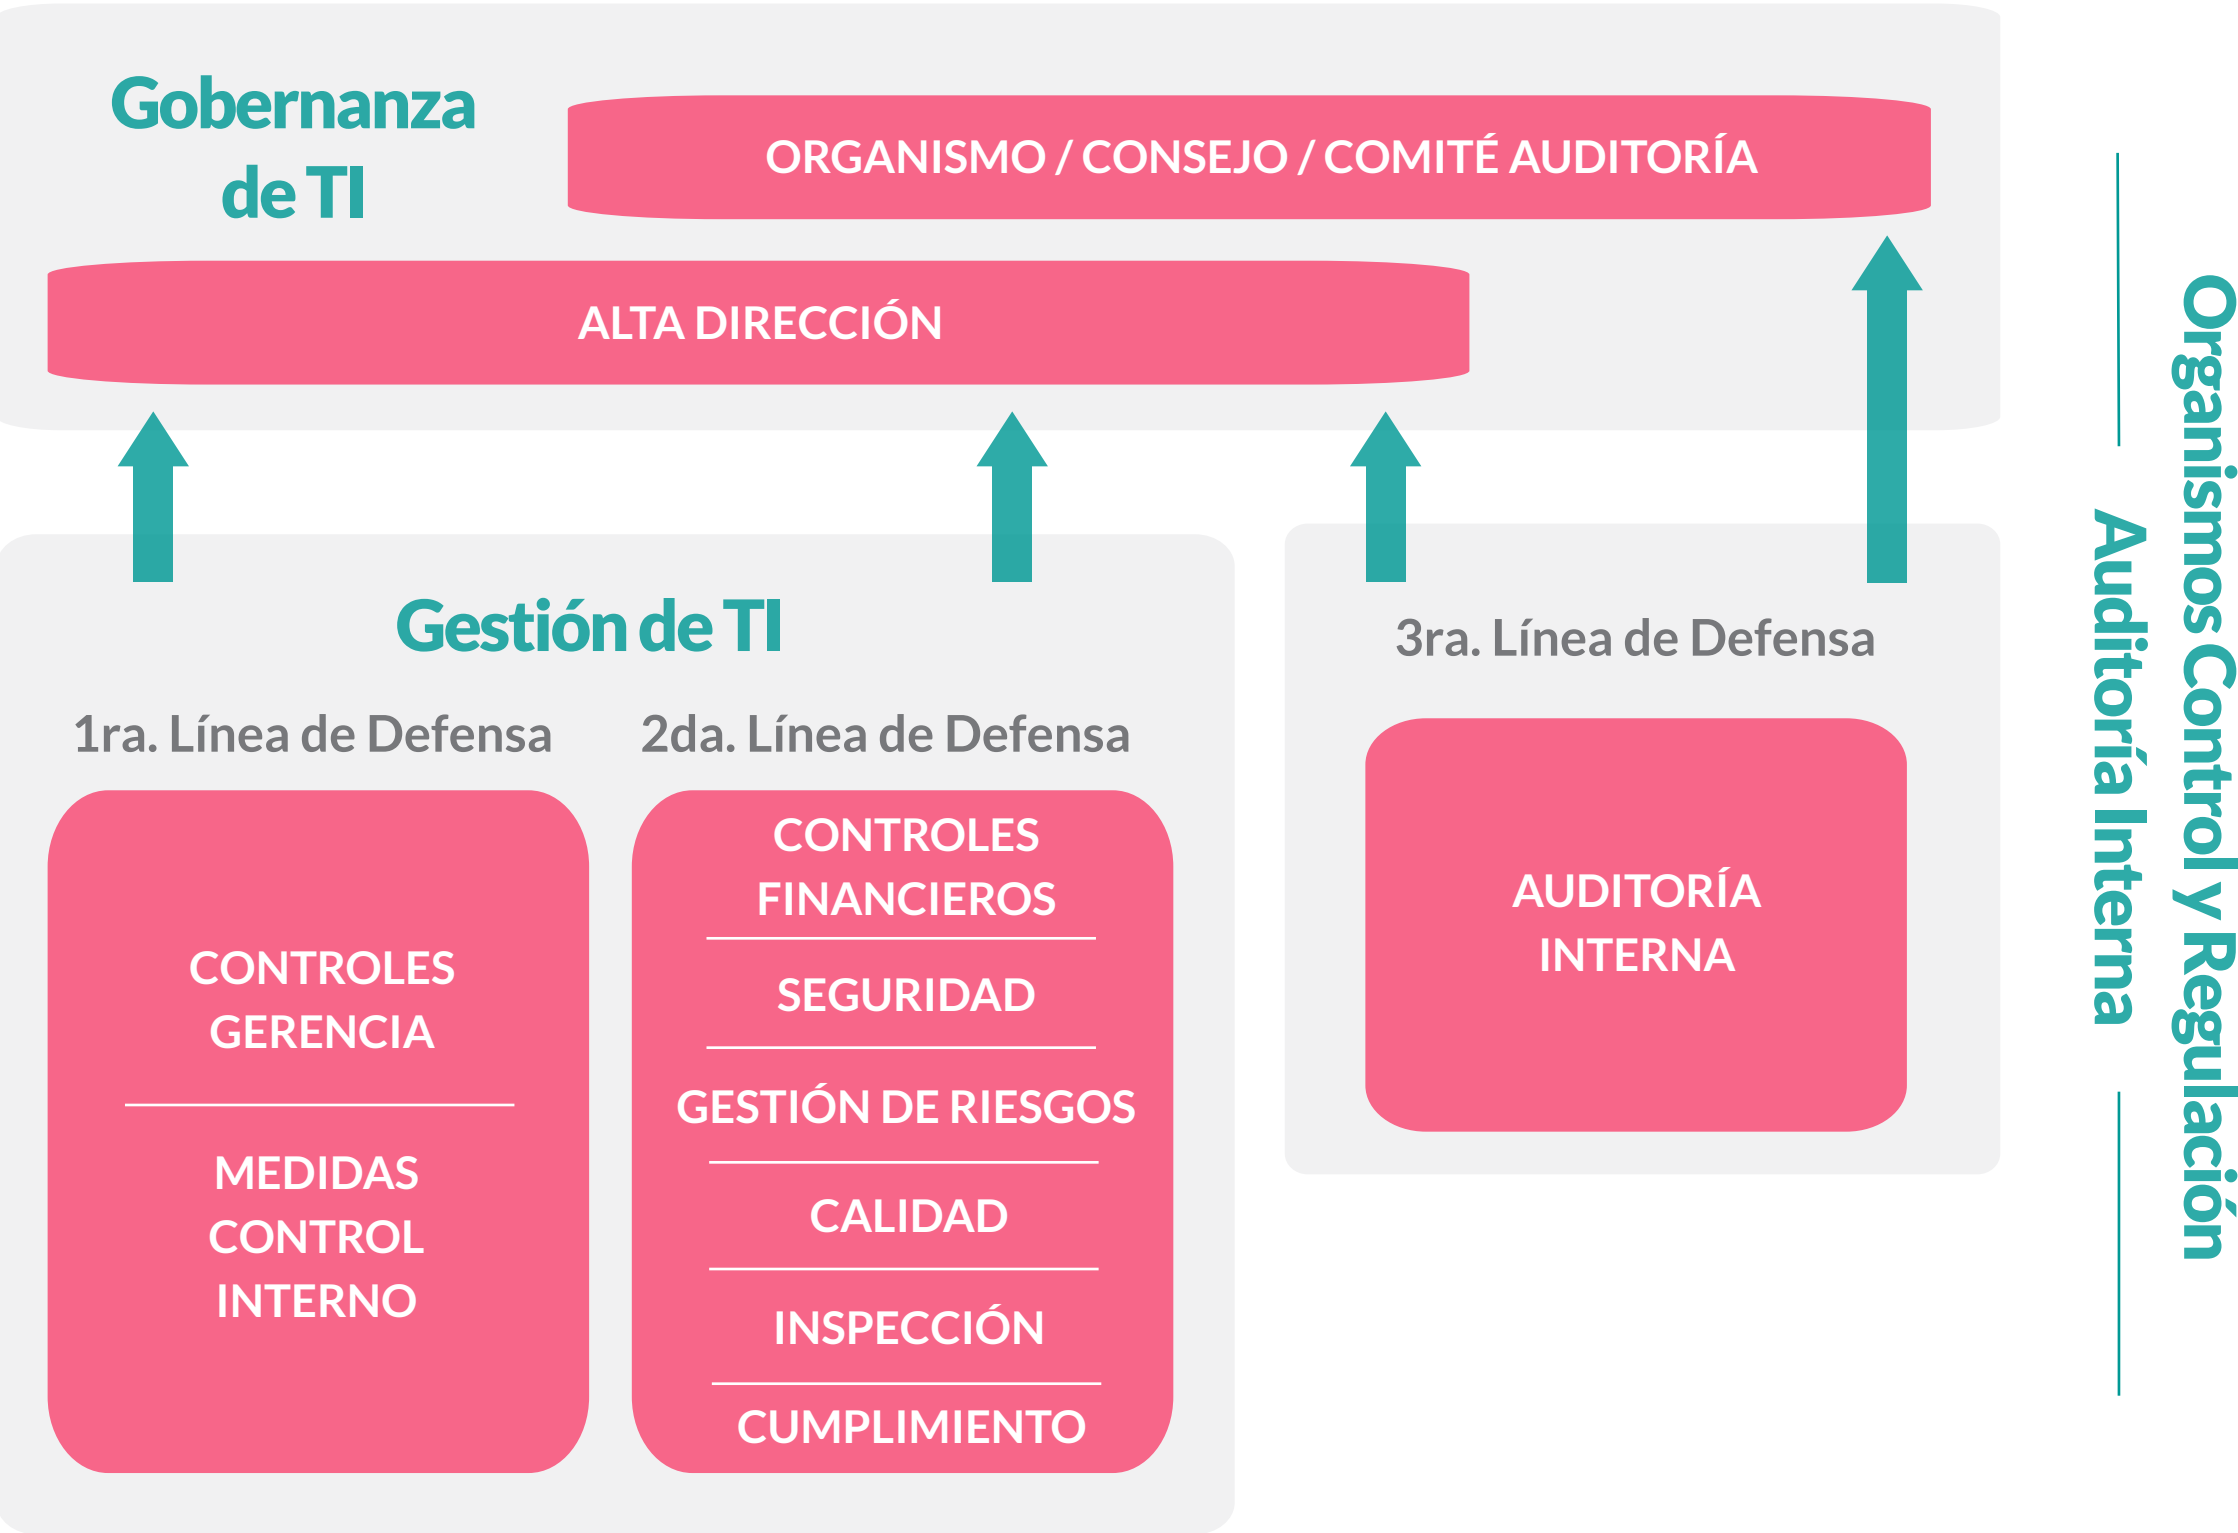 Gobernanza
de TI
ORGANISMO / CONSEJO / COMITÉ AUDITORÍA
ALTA DIRECCIÓN
Gestión de TI
1ra. Línea de Defensa
CONTROLES
GERENCIA
MEDIDAS
CONTROL
INTERNO
2da. Línea de Defensa
CONTROLES
FINANCIEROS
SEGURIDAD
GESTIÓN DE RIESGOS
CALIDAD
INSPECCIÓN
CUMPLIMIENTO
3ra. Línea de Defensa
AUDITORÍA
INTERNA
Organismos Control y Regulación
Auditoría Interna